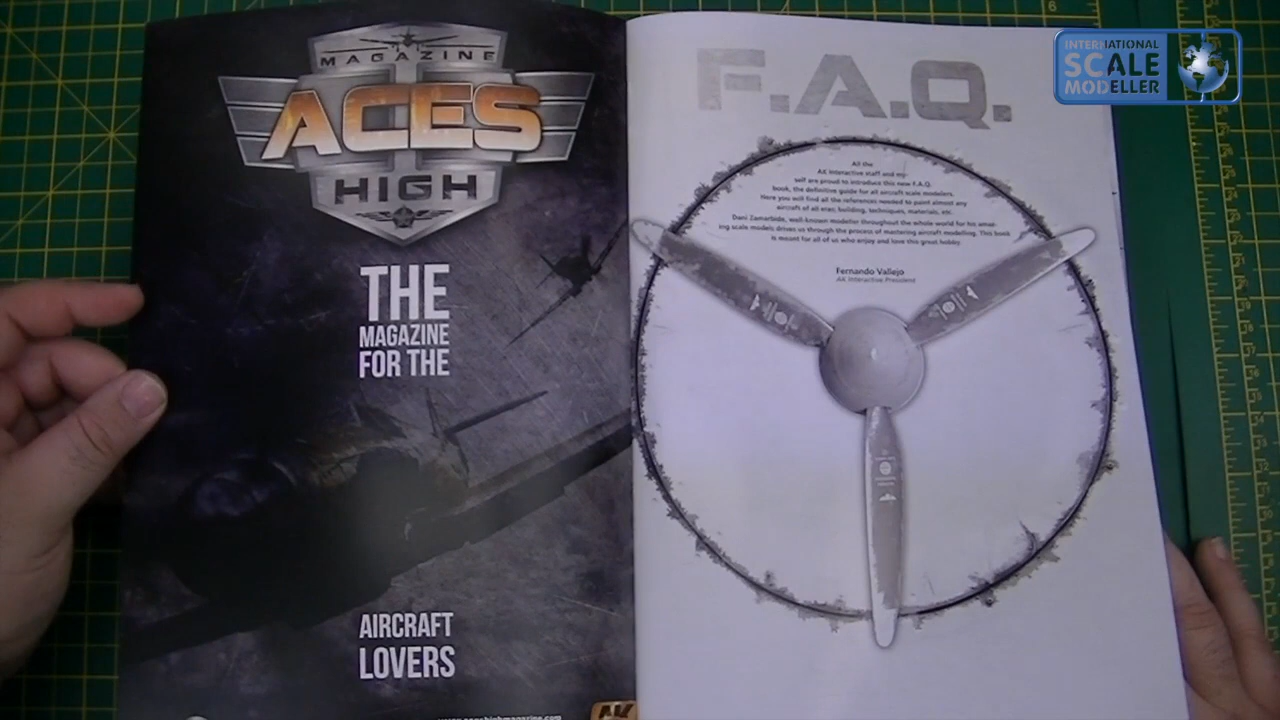 MAGAZINE
ACES
HIGH
THE
MAGAZINE
FOR THE
AIRCRAFT
LOVERS
F.A.Q.
All the
AK Interactive staff and my-
self are proud to introduce this new F.A.Q.
book, the definitive guide for all aircraft scale modelers.
Here you will find all the references needed to paint almost any
aircraft of all eras, building, techniques, materials, etc.
Dani Zamarbide, well-known modeller throughout the whole world for his amaz-
ing scale models drives us through the process of mastering aircraft modelling. This book
is meant for all of us who enjoy and love this great hobby.
Fernando Vallejo
AK Interactive President
INTERNATIONAL
SCALE
MODELLER
AK
6